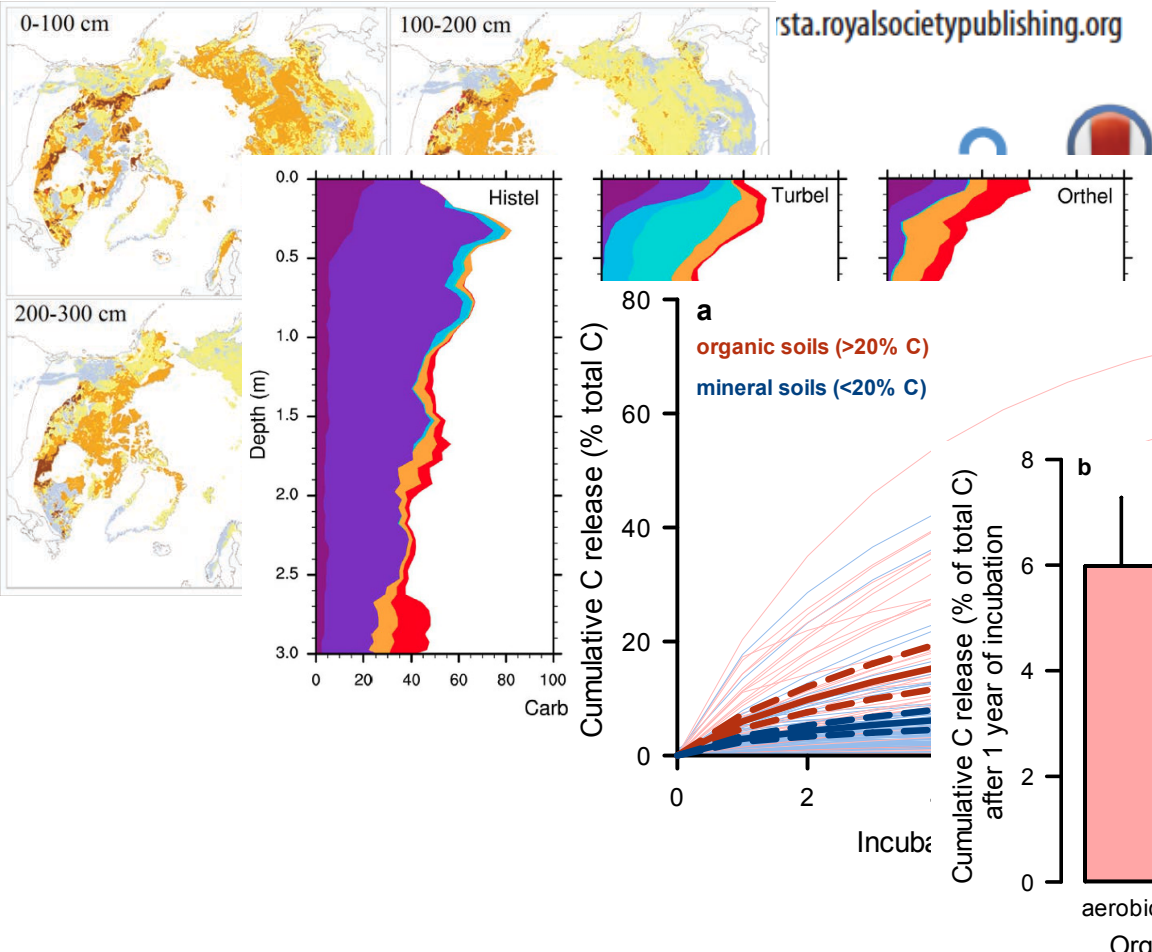 0-100 cm
100-200 cm
rsta.royalsocietypublishing.org
200-300 cm
Histel
Turbel
Orthel
Depth (m)
0.0
0.5
1.0
1.5
2.0
2.5
3.0
0 20 40 60 80 100
Carb
a
organic soils (>20% C)
mineral soils (<20% C)
Cumulative C release (% total C)
80
60
40
20
0
0 2
Incuba
b
Cumulative C release (% of total C)
after 1 year of incubation
8
6
4
2
0
aerobic
Org